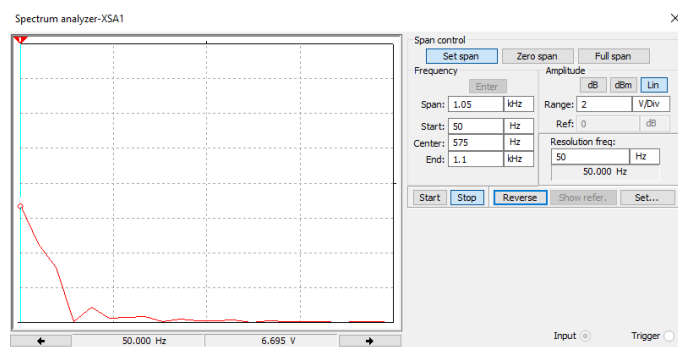 Spectrum analyzer-XSA1
×
1
Span control
Set span Zero span Full span
Frequency
Enter
Span: 1.05 kHz
Start: 50 Hz
Center: 575 Hz
End: 1.1 kHz
Amplitude
dB dBm Lin
Range: 2 V/Div
Ref: 0 dB
Resolution freq:
50 Hz
50.000 Hz
Start Stop Reverse Show refer. Set...
50.000 Hz 6.695 V
Input Trigger